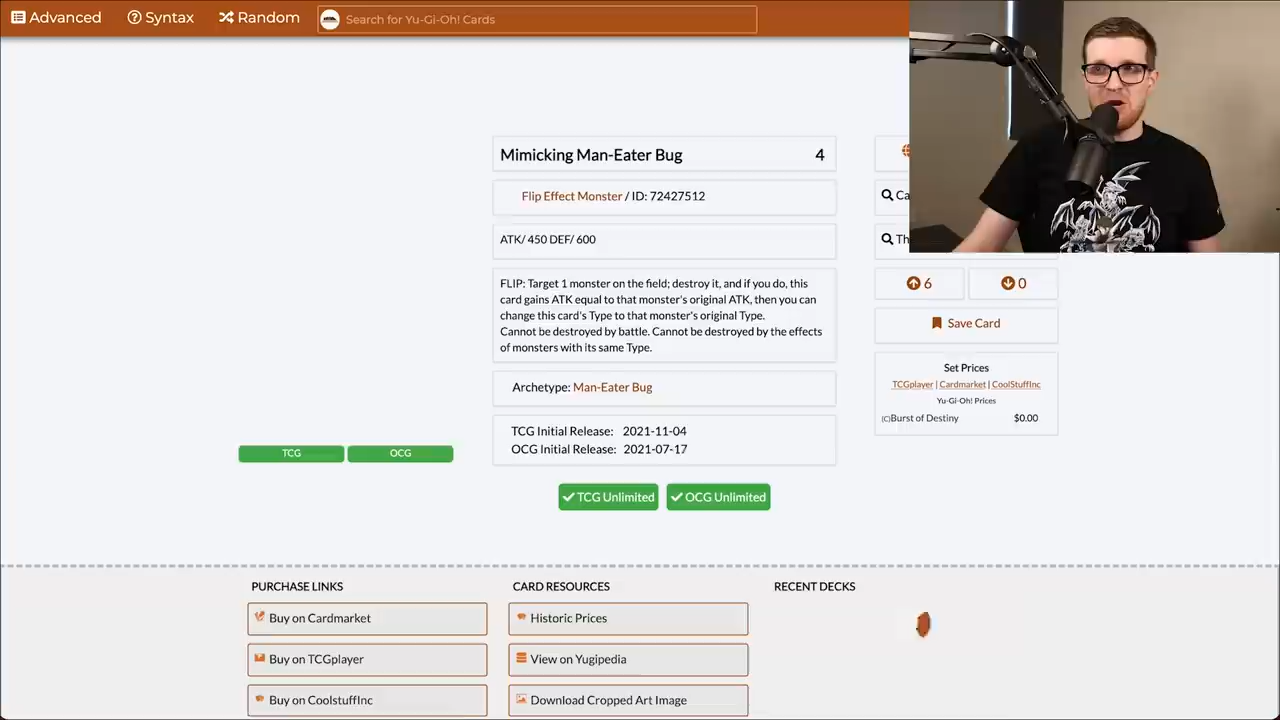 Advanced
Syntax
Random
Search for Yu-Gi-Oh! Cards
Mimicking Man-Eater Bug 4
Flip Effect Monster / ID: 72427512
ATK/ 450 DEF/ 600
FLIP: Target 1 monster on the field; destroy it, and if you do, this
card gains ATK equal to that monster's original ATK, then you can
change this card's Type to that monster's original Type.
Cannot be destroyed by battle. Cannot be destroyed by the effects
of monsters with its same Type.
Archetype: Man-Eater Bug
TCG Initial Release: 2021-11-04
OCG Initial Release: 2021-07-17
TCG
OCG
TCG Unlimited
OCG Unlimited
Ca
Th
6
0
Save Card
Set Prices
TCGplayer | Cardmarket | CoolStuffInc
Yu-Gi-Oh! Prices
(C)Burst of Destiny $0.00
PURCHASE LINKS
Buy on Cardmarket
Buy on TCGplayer
Buy on CoolstuffInc
CARD RESOURCES
Historic Prices
View on Yugipedia
Download Cropped Art Image
RECENT DECKS